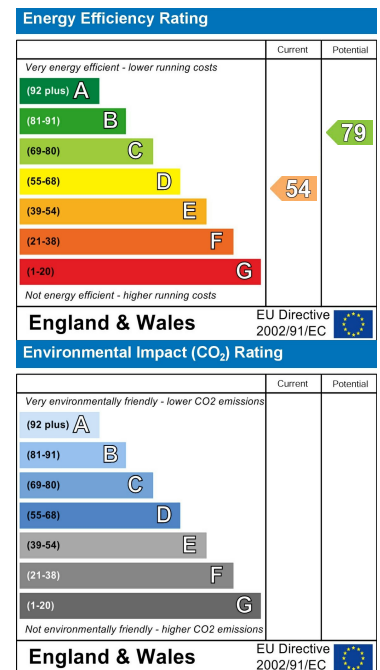 Energy Efficiency Rating
Current Potential
Very energy efficient - lower running costs
(92 plus) A
(81-91) B
79
(69-80) C
(55-68) D
54
(39-54) E
(21-38) F
(1-20) G
Not energy efficient - higher running costs
England & Wales
EU Directive
2002/91/EC
Environmental Impact (CO2) Rating
Current Potential
Very environmentally friendly - lower CO2 emissions
(92 plus) A
(81-91) B
(69-80) C
(55-68) D
(39-54) E
(21-38) F
(1-20) G
Not environmentally friendly - higher CO2 emissions
England & Wales
EU Directive
2002/91/EC